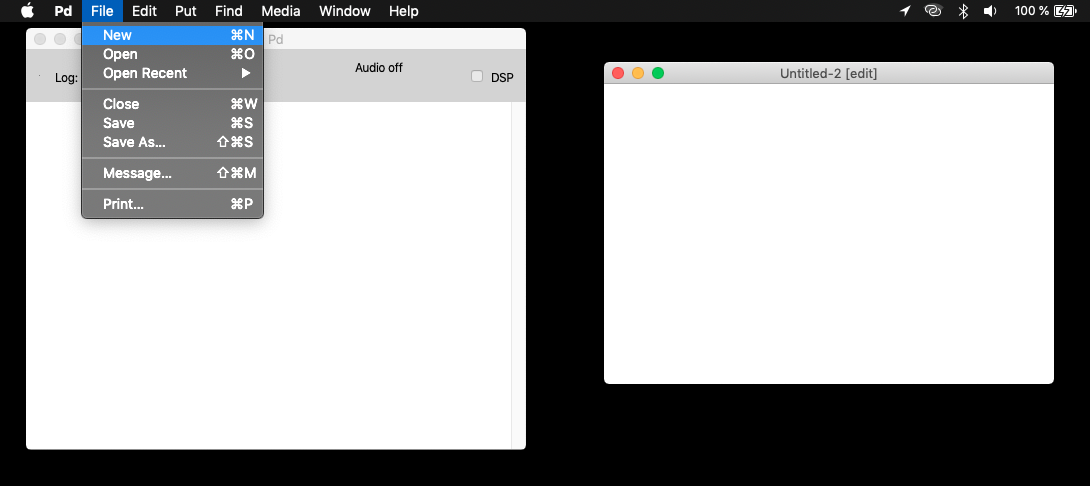 Pd File Edit Put Find Media Window Help 100 %
New ⌘N
Open ⌘O
Open Recent ▶
Close ⌘W
Save ⌘S
Save As... ⇧⌘S
Message... ⇧⌘M
Print... ⌘P
Pd
Log:
Audio off
DSP
Untitled-2 [edit]